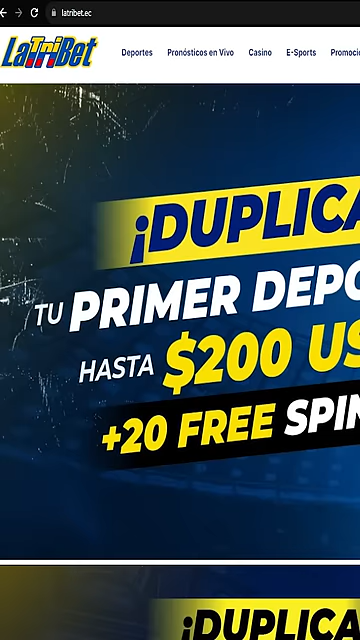 latribet.ec
LaTriBet
Deportes Pronósticos en Vivo Casino E-Sports Promocio
¡DUPLICA
TU PRIMER DEPO
HASTA $200 US
+20 FREE SPIN
¡DUPLICA